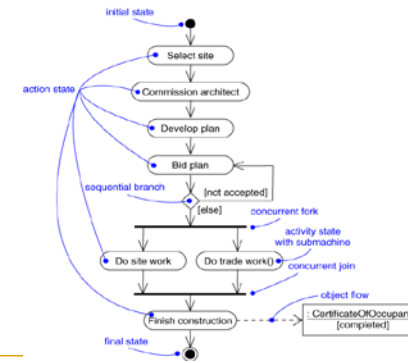 initial state
Select site
action state
Commission architect
Develop plan
Bid plan
sequential branch
[not accepted]
[else]
concurrent fork
activity state
with submachine
Do site work
Do trade work()
concurrent join
object flow
: CertificateOfOccupancy
[completed]
Finish construction
final state